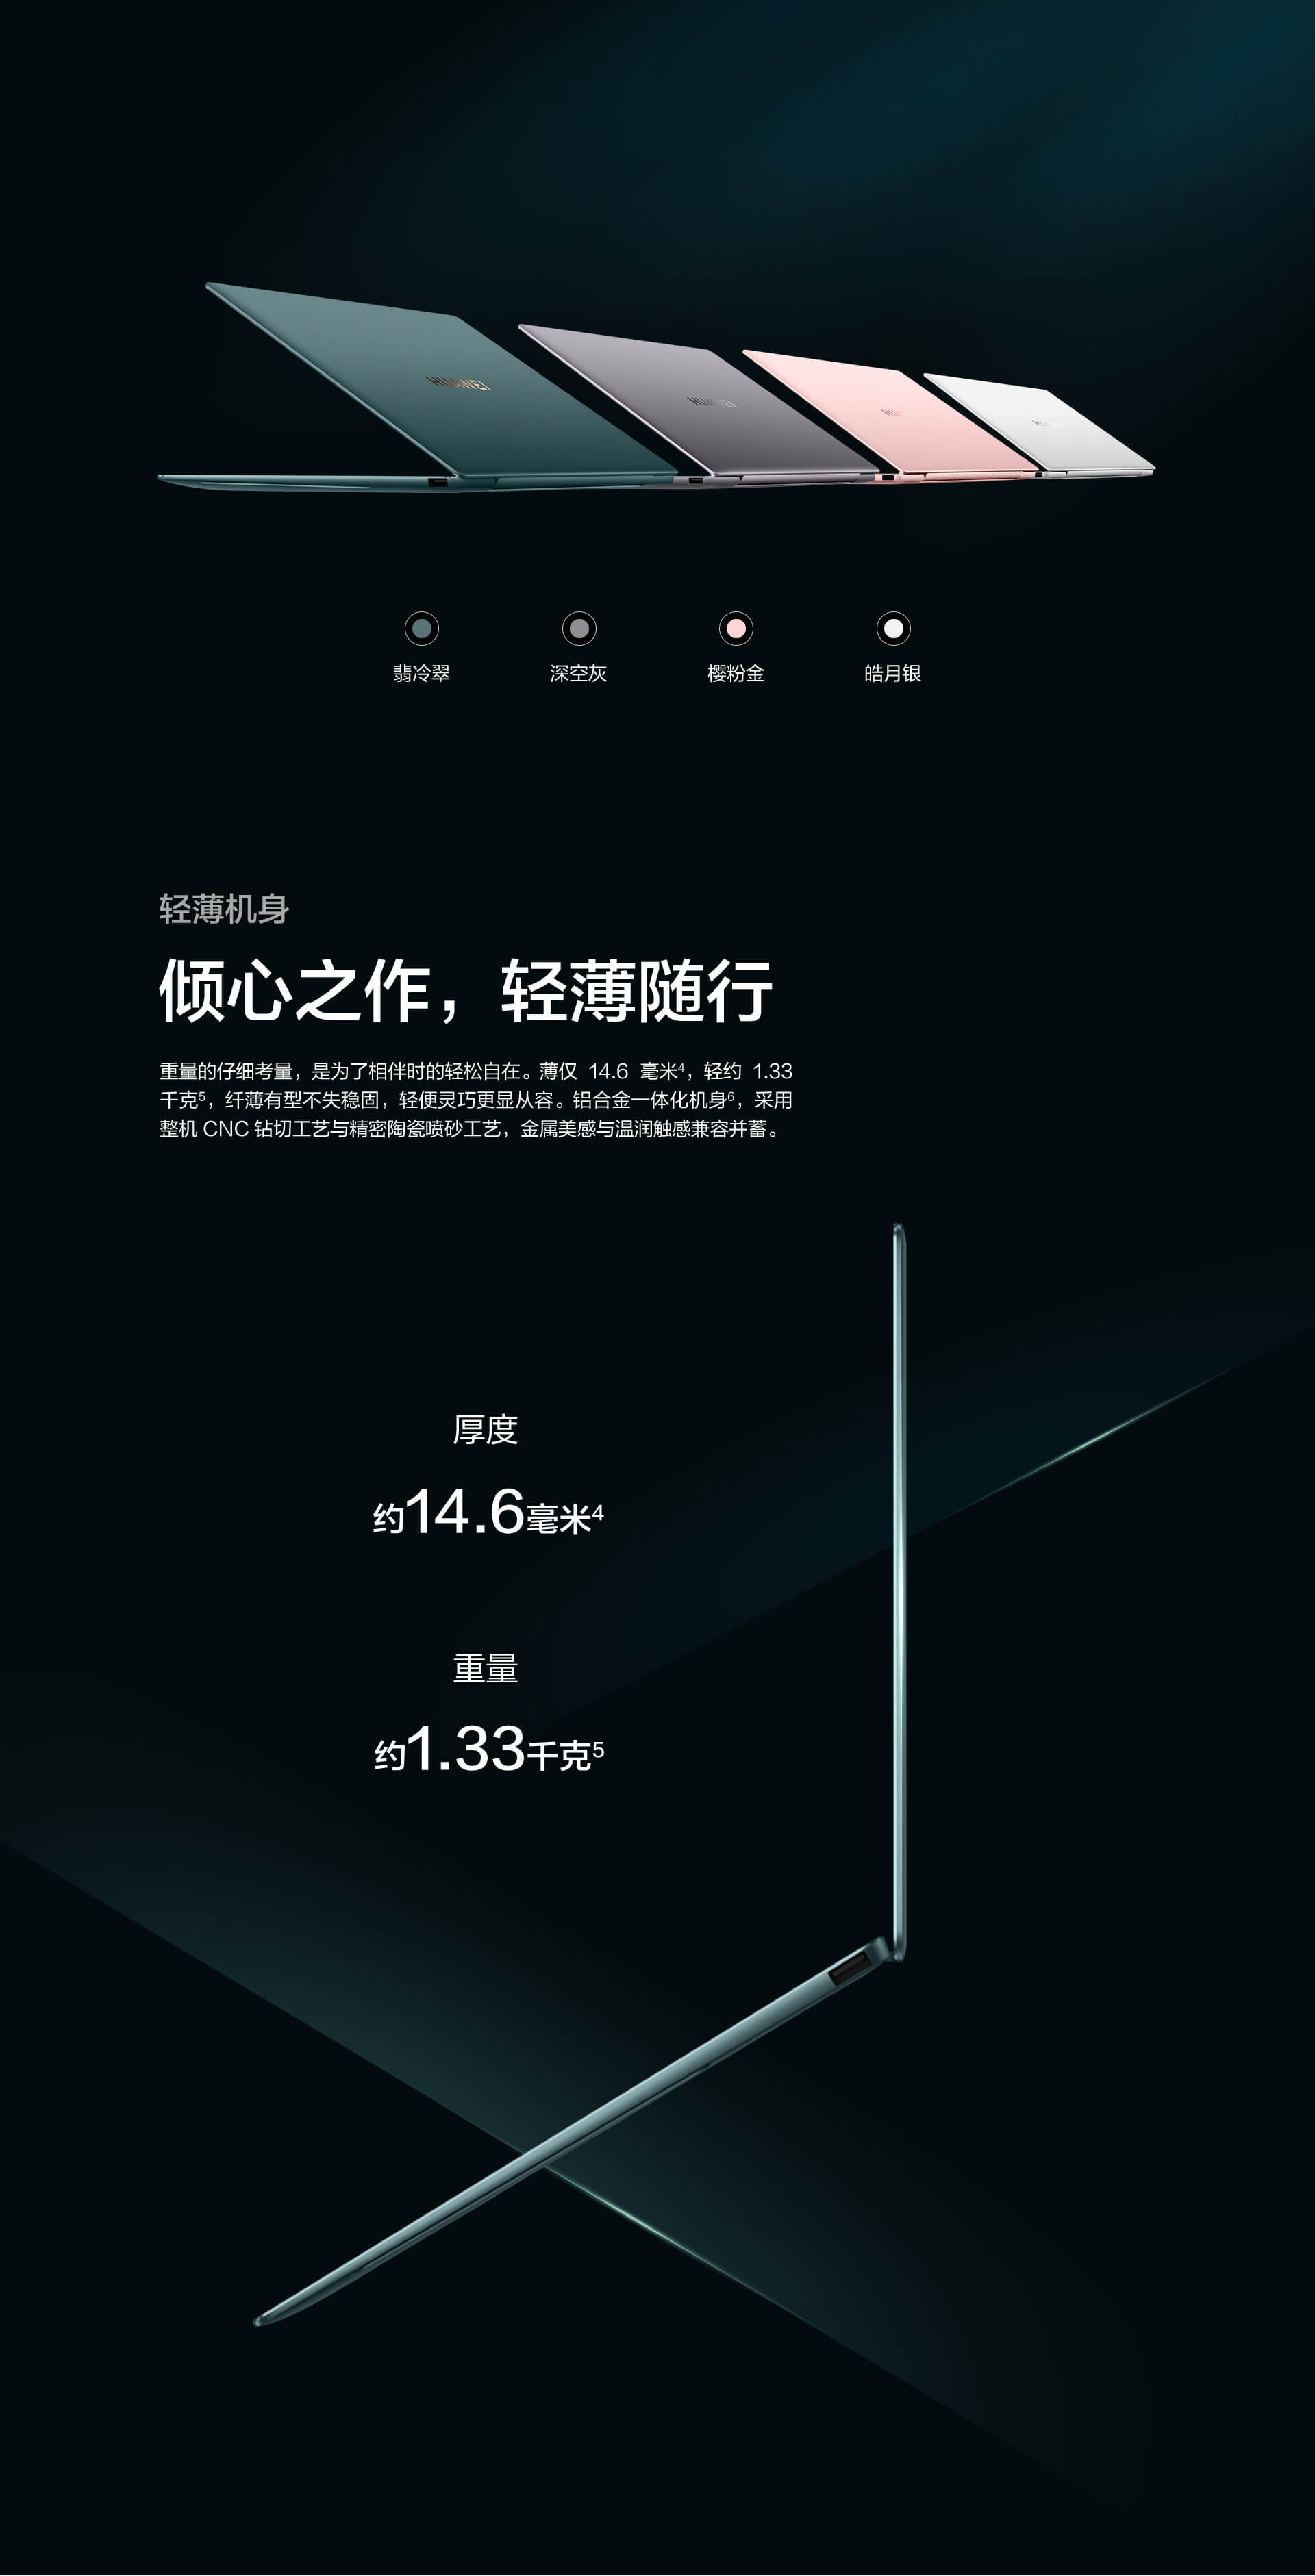 HUAWEI
HUAWEI
翡冷翠
深空灰
樱粉金
皓月银
轻薄机身
倾心之作，轻薄随行
重量的仔细考量，是为了相伴时的轻松自在。薄仅 14.6 毫米4，轻约 1.33
千克5，纤薄有型不失稳固，轻便灵巧更显从容。铝合金一体化机身6，采用
整机 CNC 钻切工艺与精密陶瓷喷砂工艺，金属美感与温润触感兼容并蓄。
厚度
约14.6毫米4
重量
约1.33千克5